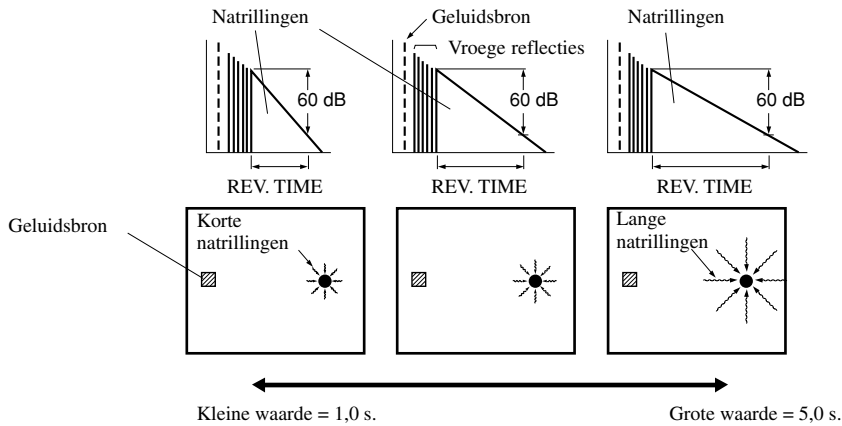 Natrillingen
Geluidsbron
Natrillingen
Vroege reflecties
60 dB
60 dB
60 dB
REV. TIME
REV. TIME
REV. TIME
Geluidsbron
Korte
natrillingen
Lange
natrillingen
Kleine waarde = 1,0 s.
Grote waarde = 5,0 s.